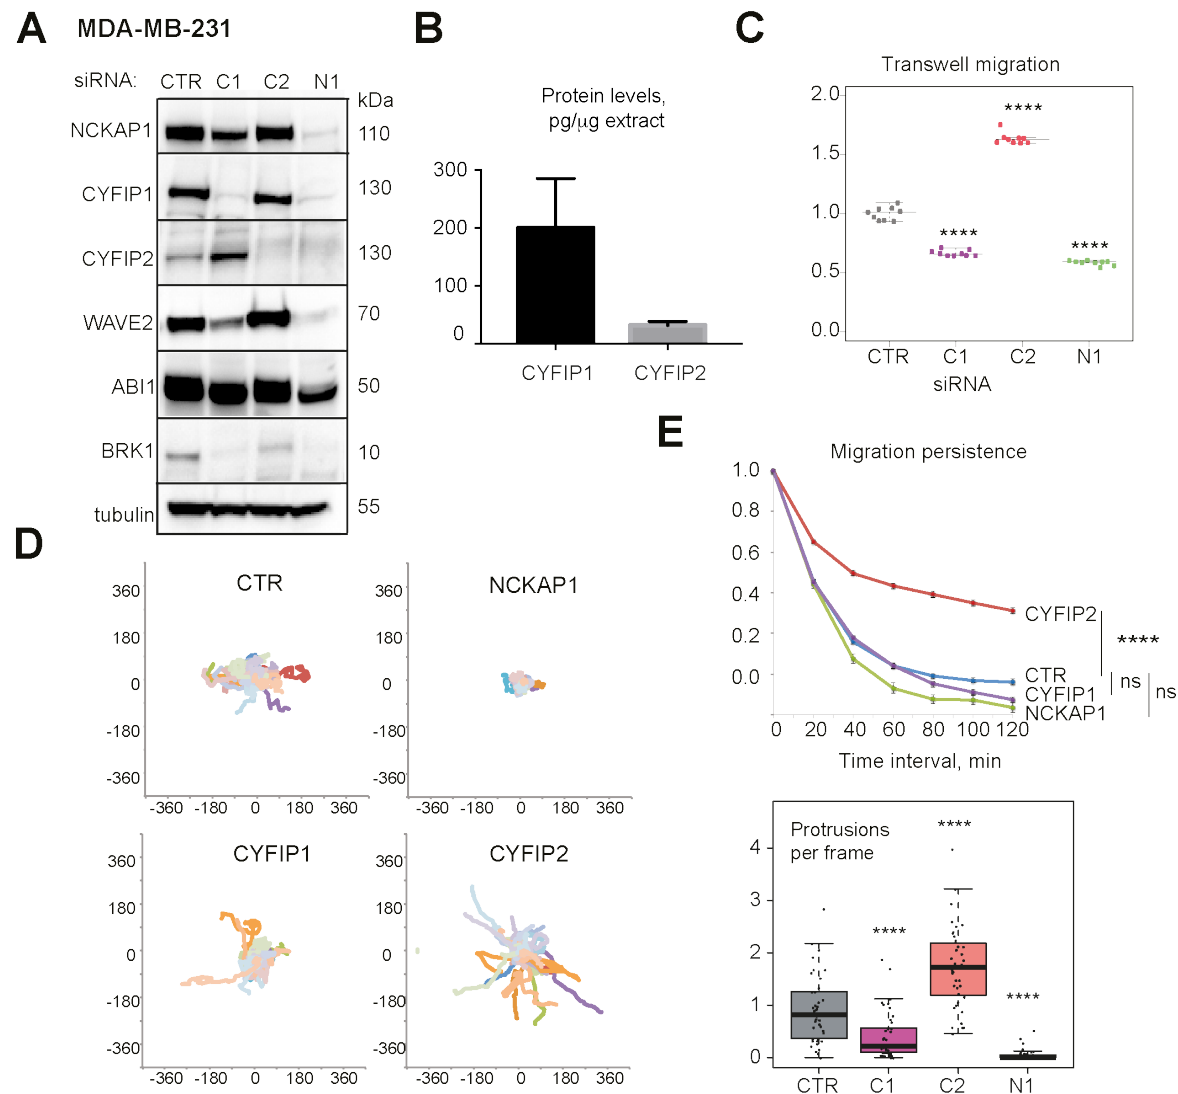 A MDA-MB-231
siRNA: CTR C1 C2 N1
kDa
NCKAP1 110
CYFIP1 130
CYFIP2 130
WAVE2 70
ABI1 50
BRK1 10
tubulin 55
B
Protein levels,
pg/µg extract
300
200
100
0
CYFIP1 CYFIP2
C
Transwell migration
2.0
1.5
1.0
0.5
0.0
****
****
****
CTR C1 C2 N1
siRNA
D
CTR
360
180
0
-180
-360
-360 -180 0 180 360
NCKAP1
360
180
0
-180
-360
-360 -180 0 180 360
CYFIP1
360
180
0
-180
-360
-360 -180 0 180 360
CYFIP2
360
180
0
-180
-360
-360 -180 0 180 360
E
Migration persistence
1.0
0.8
0.6
0.4
0.2
0.0
CYFIP2
****
CTR
CYFIP1
NCKAP1
ns
ns
0 20 40 60 80 100 120
Time interval, min
Protrusions
per frame
4
3
2
1
0
****
****
****
CTR C1 C2 N1